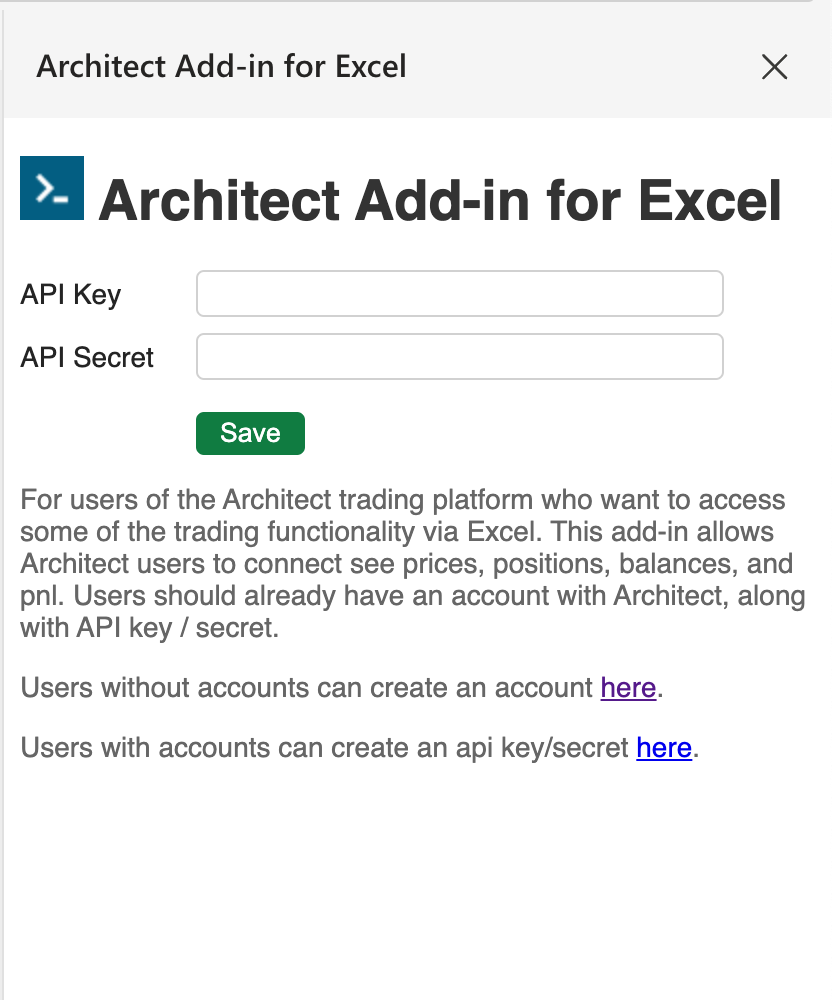 Architect Add-in for Excel
Architect Add-in for Excel
API Key
API Secret
Save
For users of the Architect trading platform who want to access
some of the trading functionality via Excel. This add-in allows
Architect users to connect see prices, positions, balances, and
pnl. Users should already have an account with Architect, along
with API key / secret.
Users without accounts can create an account here.
Users with accounts can create an api key/secret here.